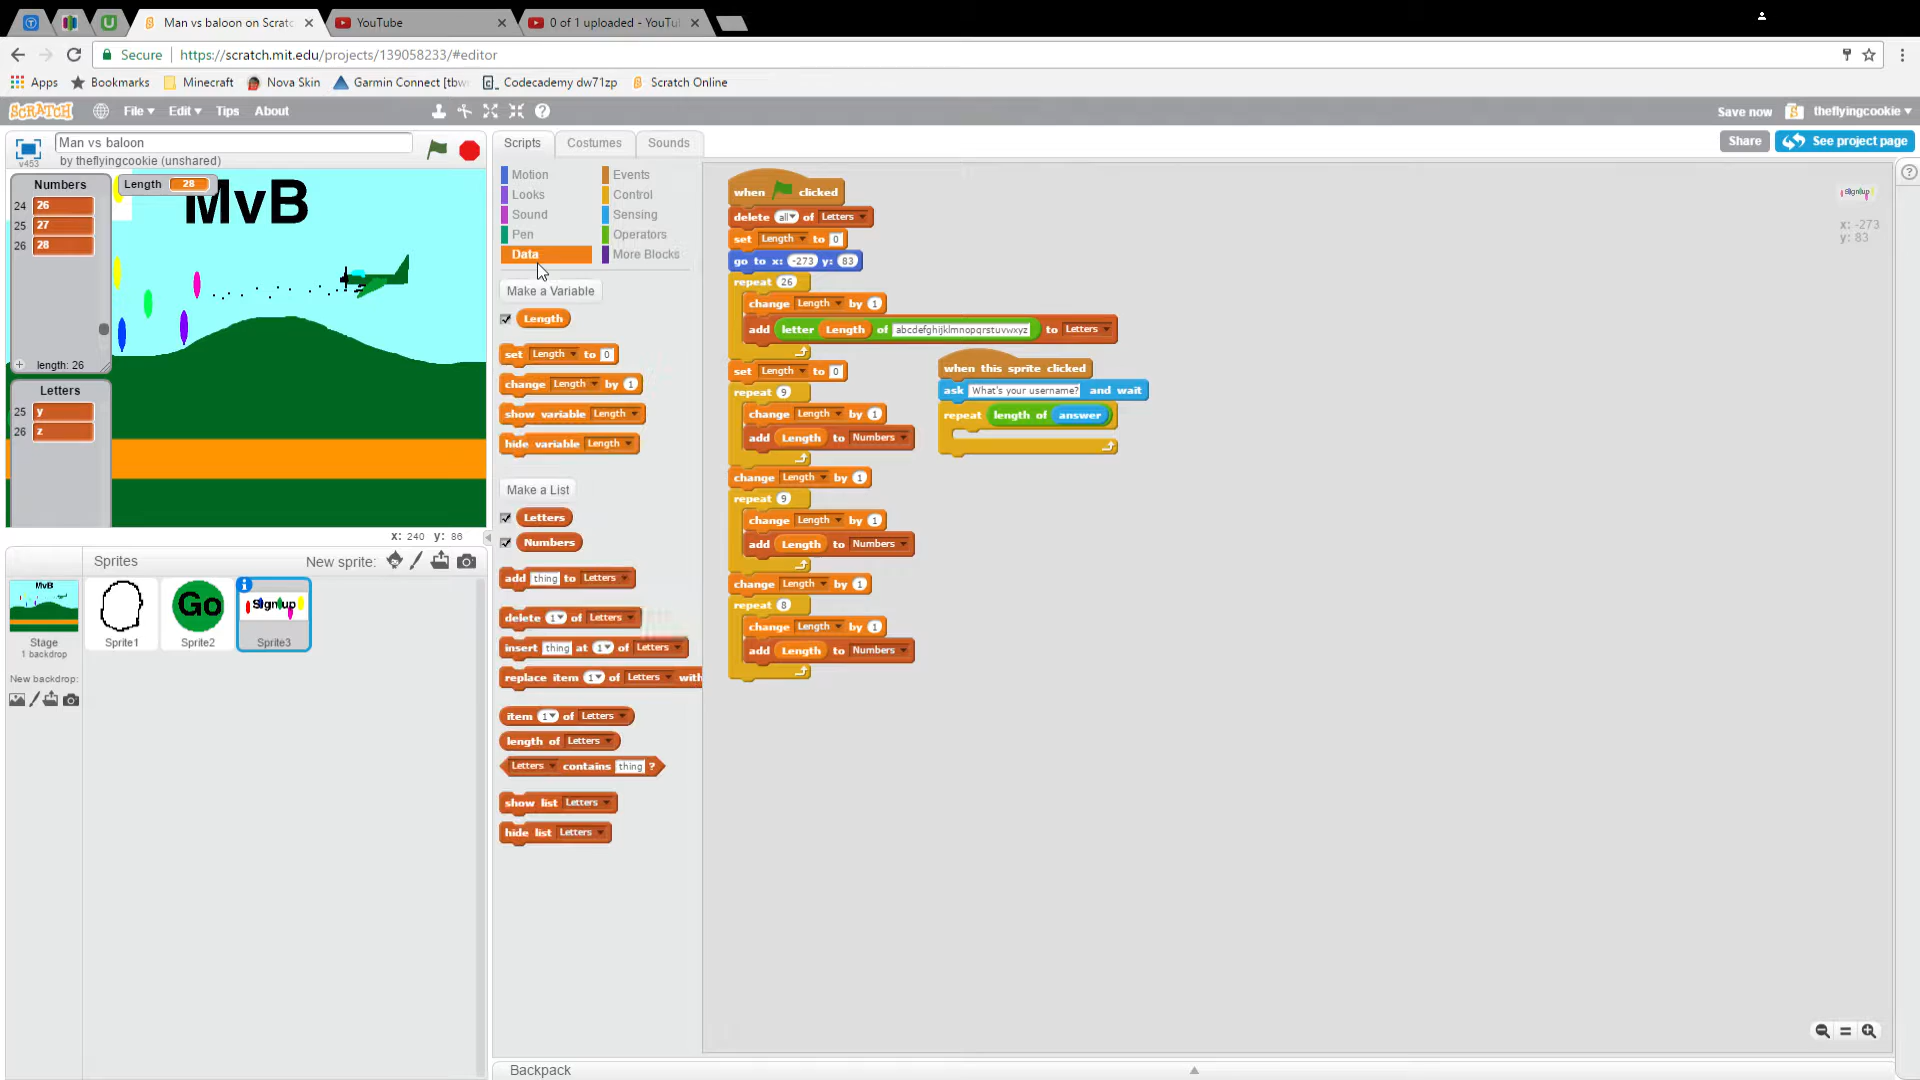 Man vs baloon on Scratc
YouTube
0 of 1 uploaded - YouTu
Secure
https://scratch.mit.edu/projects/139058233/#editor
Apps
Bookmarks
Minecraft
Nova Skin
Garmin Connect [tbw
Codecademy dw71zp
Scratch Online
SCRATCH
File
Edit
Tips
About
Save now
theflyingcookie
v453
Man vs baloon
by theflyingcookie (unshared)
Scripts
Costumes
Sounds
Share
See project page
Numbers
24 26
25 27
26 28
length: 26
Length 28
MvB
Letters
25 y
26 z
x: 240 y: 86
Sprites
New sprite:
MvB
Stage
1 backdrop
New backdrop:
Sprite1
Go
Sprite2
Signup
Sprite3
Motion
Events
Looks
Control
Sound
Sensing
Pen
Operators
Data
More Blocks
Make a Variable
Length
set Length to 0
change Length by 1
show variable Length
hide variable Length
Make a List
Letters
Numbers
add thing to Letters
delete 1 of Letters
insert thing at 1 of Letters
replace item 1 of Letters with
item 1 of Letters
length of Letters
Letters contains thing ?
show list Letters
hide list Letters
when clicked
delete all of Letters
set Length to 0
go to x: -273 y: 83
repeat 26
change Length by 1
add letter Length of abcdefghijklmnopqrstuvwxyz to Letters
set Length to 0
repeat 9
change Length by 1
add Length to Numbers
change Length by 1
repeat 9
change Length by 1
add Length to Numbers
change Length by 1
repeat 8
change Length by 1
add Length to Numbers
when this sprite clicked
ask What's your username? and wait
repeat length of answer
Signup
x: -273
y: 83
Backpack